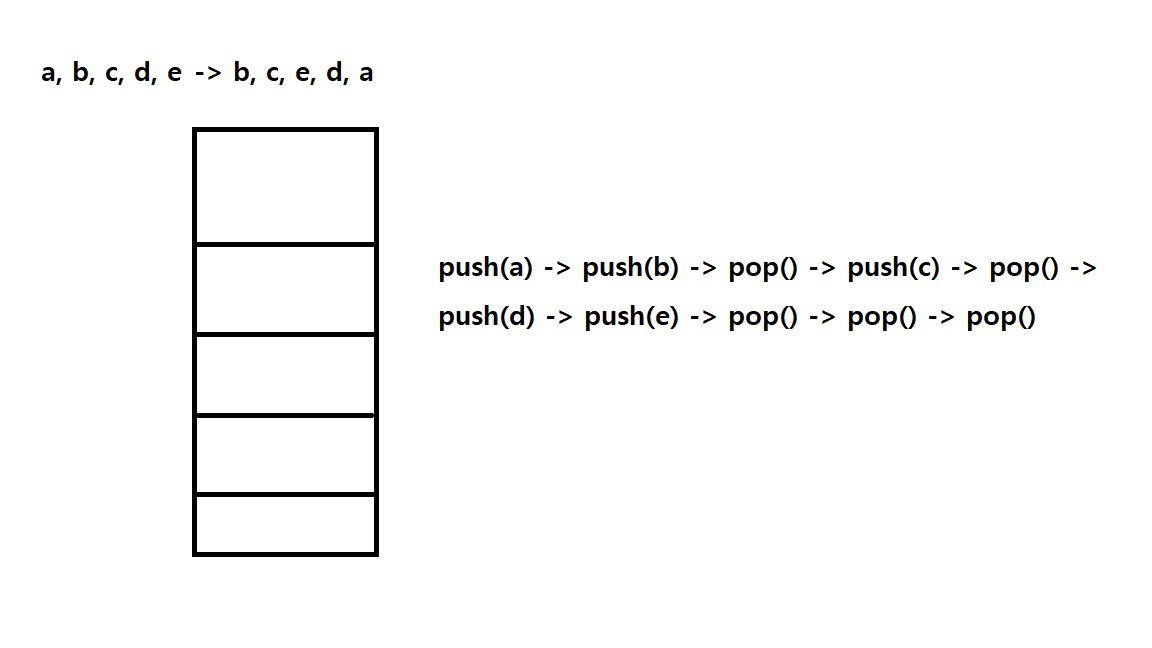 a, b, c, d, e -> b, c, e, d, a
push(a) -> push(b) -> pop() -> push(c) -> pop() ->
push(d) -> push(e) -> pop() -> pop() -> pop()